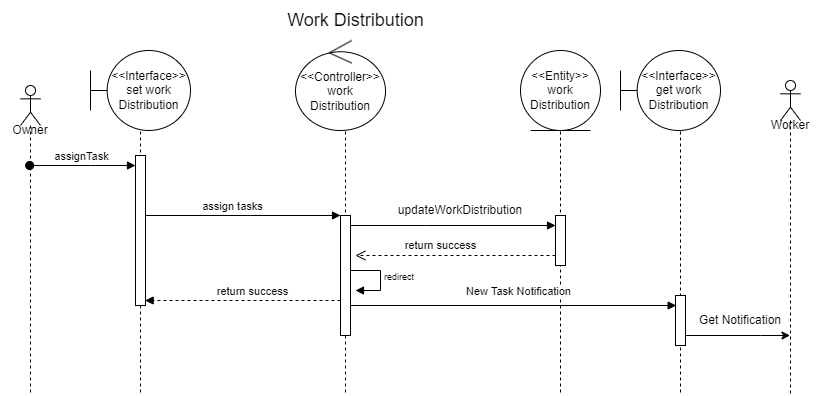 Work Distribution
<<Interface>>
set work
Distribution
<<Controller>>
work
Distribution
<<Entity>>
work
Distribution
<<Interface>>
get work
Distribution
Owner
Worker
assignTask
assign tasks
updateWorkDistribution
return success
redirect
return success
New Task Notification
Get Notification